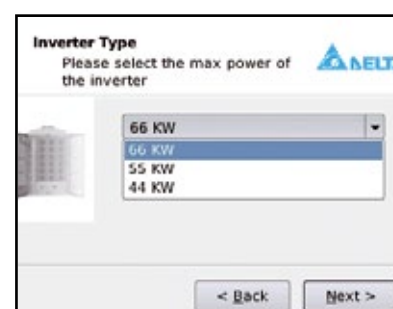 Inverter Type
Please select the max power of
the inverter
DELT
66 KW
66 KW
55 KW
44 KW
< Back
Next >